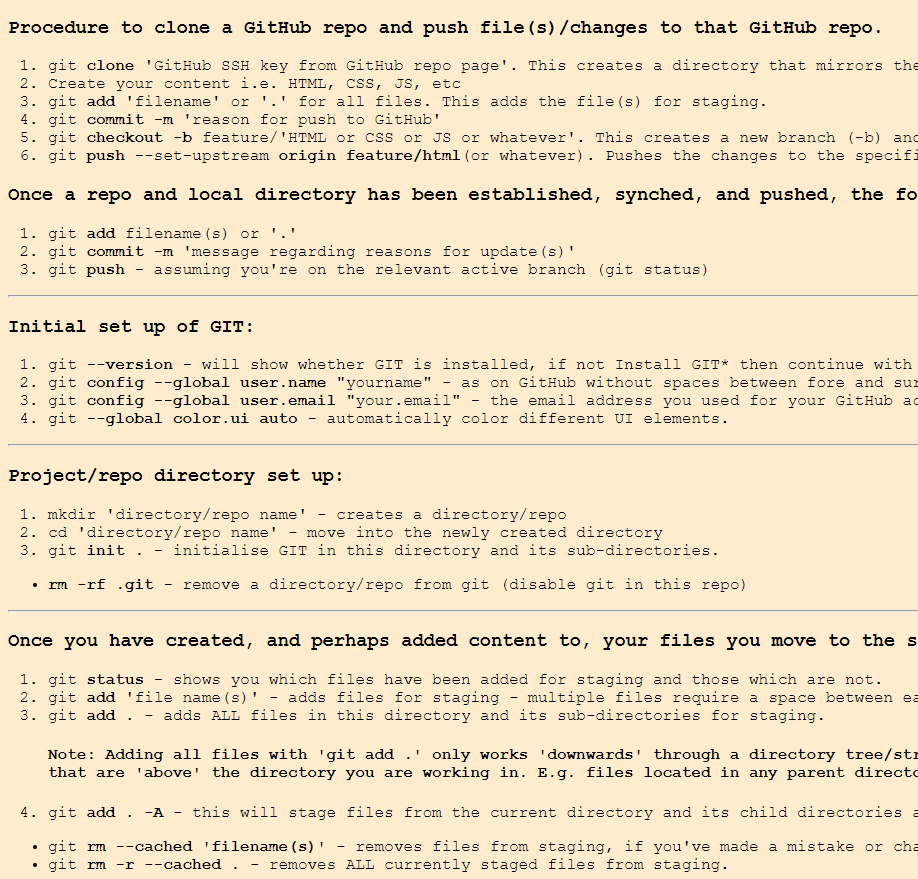 Procedure to clone a GitHub repo and push file(s)/changes to that GitHub repo.
1. git clone 'GitHub SSH key from GitHub repo page'. This creates a directory that mirrors the
2. Create your content i.e. HTML, CSS, JS, etc
3. git add 'filename' or '.' for all files. This adds the file(s) for staging.
4. git commit -m 'reason for push to GitHub'
5. git checkout -b feature/'HTML or CSS or JS or whatever'. This creates a new branch (-b) and
6. git push --set-upstream origin feature/html(or whatever). Pushes the changes to the specifi
Once a repo and local directory has been established, synched, and pushed, the fo
1. git add filename(s) or '.'
2. git commit -m 'message regarding reasons for update(s)'
3. git push - assuming you're on the relevant active branch (git status)
Initial set up of GIT:
1. git --version - will show whether GIT is installed, if not Install GIT* then continue with
2. git config --global user.name "yourname" - as on GitHub without spaces between fore and sur
3. git config --global user.email "your.email" - the email address you used for your GitHub ac
4. git --global color.ui auto - automatically color different UI elements.
Project/repo directory set up:
1. mkdir 'directory/repo name' - creates a directory/repo
2. cd 'directory/repo name' - move into the newly created directory
3. git init . - initialise GIT in this directory and its sub-directories.
• rm -rf .git - remove a directory/repo from git (disable git in this repo)
Once you have created, and perhaps added content to, your files you move to the s
1. git status - shows you which files have been added for staging and those which are not.
2. git add 'file name(s)' - adds files for staging - multiple files require a space between ea
3. git add . - adds ALL files in this directory and its sub-directories for staging.
Note: Adding all files with 'git add .' only works 'downwards' through a directory tree/str
that are 'above' the directory you are working in. E.g. files located in any parent directo
4. git add . -A - this will stage files from the current directory and its child directories a
• git rm --cached 'filename(s)' - removes files from staging, if you've made a mistake or cha
• git rm -r --cached . - removes ALL currently staged files from staging.